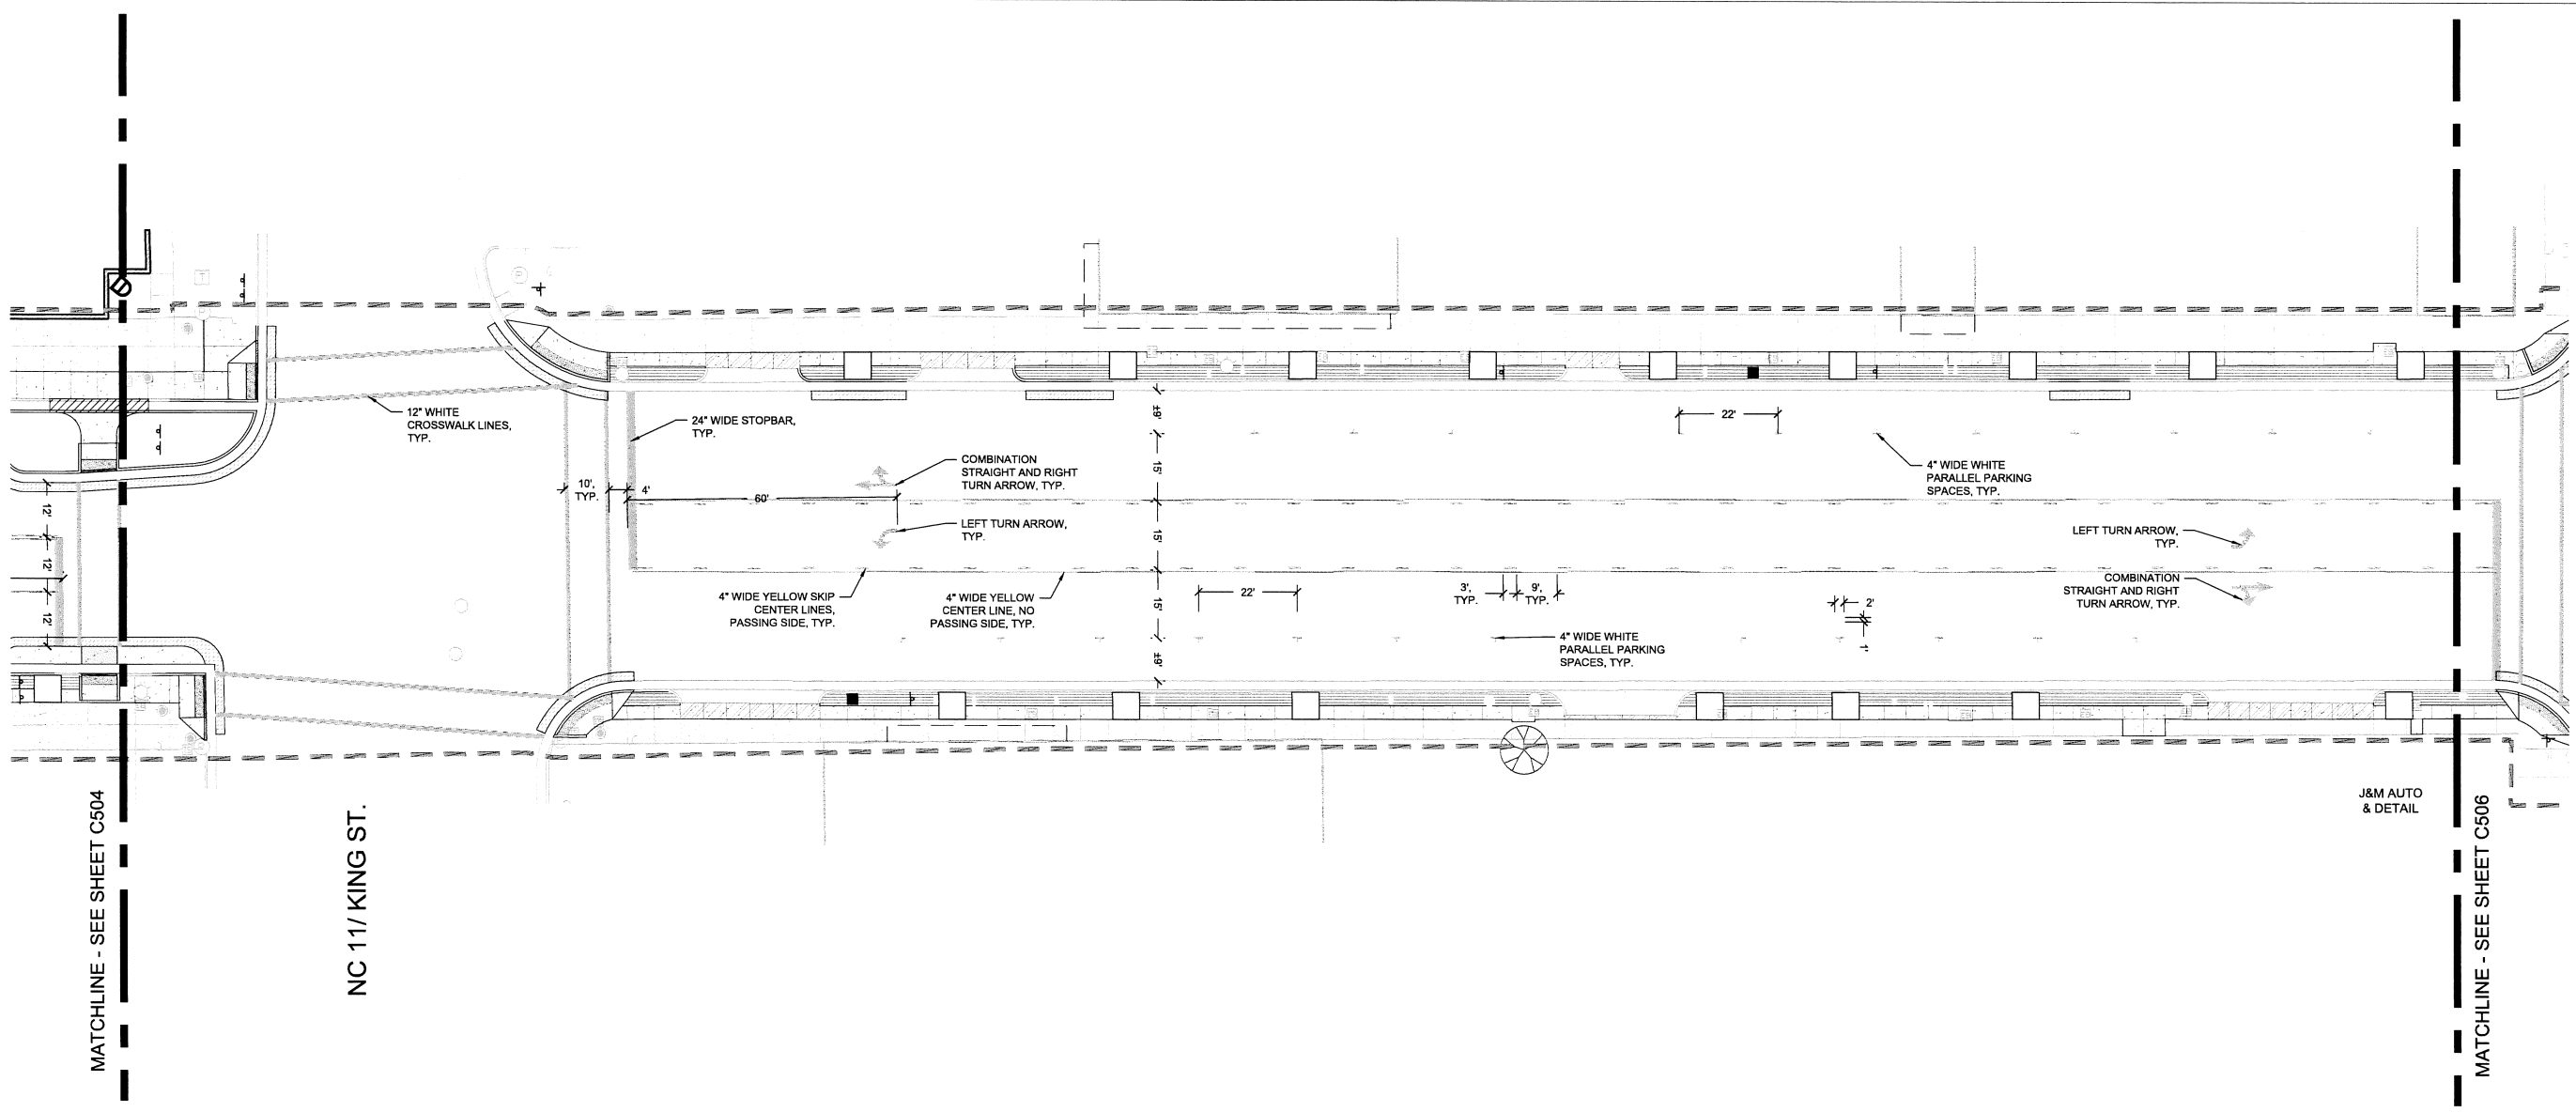 12" WHITE
CROSSWALK LINES,
TYP.
24" WIDE STOPBAR,
TYP.
COMBINATION
STRAIGHT AND RIGHT
TURN ARROW, TYP.
10',
TYP.
4'
60'
LEFT TURN ARROW,
TYP.
4" WIDE YELLOW SKIP
CENTER LINES,
PASSING SIDE, TYP.
4" WIDE YELLOW
CENTER LINE, NO
PASSING SIDE, TYP.
±9'
15'
15'
15'
±9'
22'
22'
3',
TYP.
9',
TYP.
4" WIDE WHITE
PARALLEL PARKING
SPACES, TYP.
4" WIDE WHITE
PARALLEL PARKING
SPACES, TYP.
2'
1'
LEFT TURN ARROW,
TYP.
COMBINATION
STRAIGHT AND RIGHT
TURN ARROW, TYP.
12'
12'
12'
MATCHLINE - SEE SHEET C504
NC 11/ KING ST.
J&M AUTO
& DETAIL
MATCHLINE - SEE SHEET C506